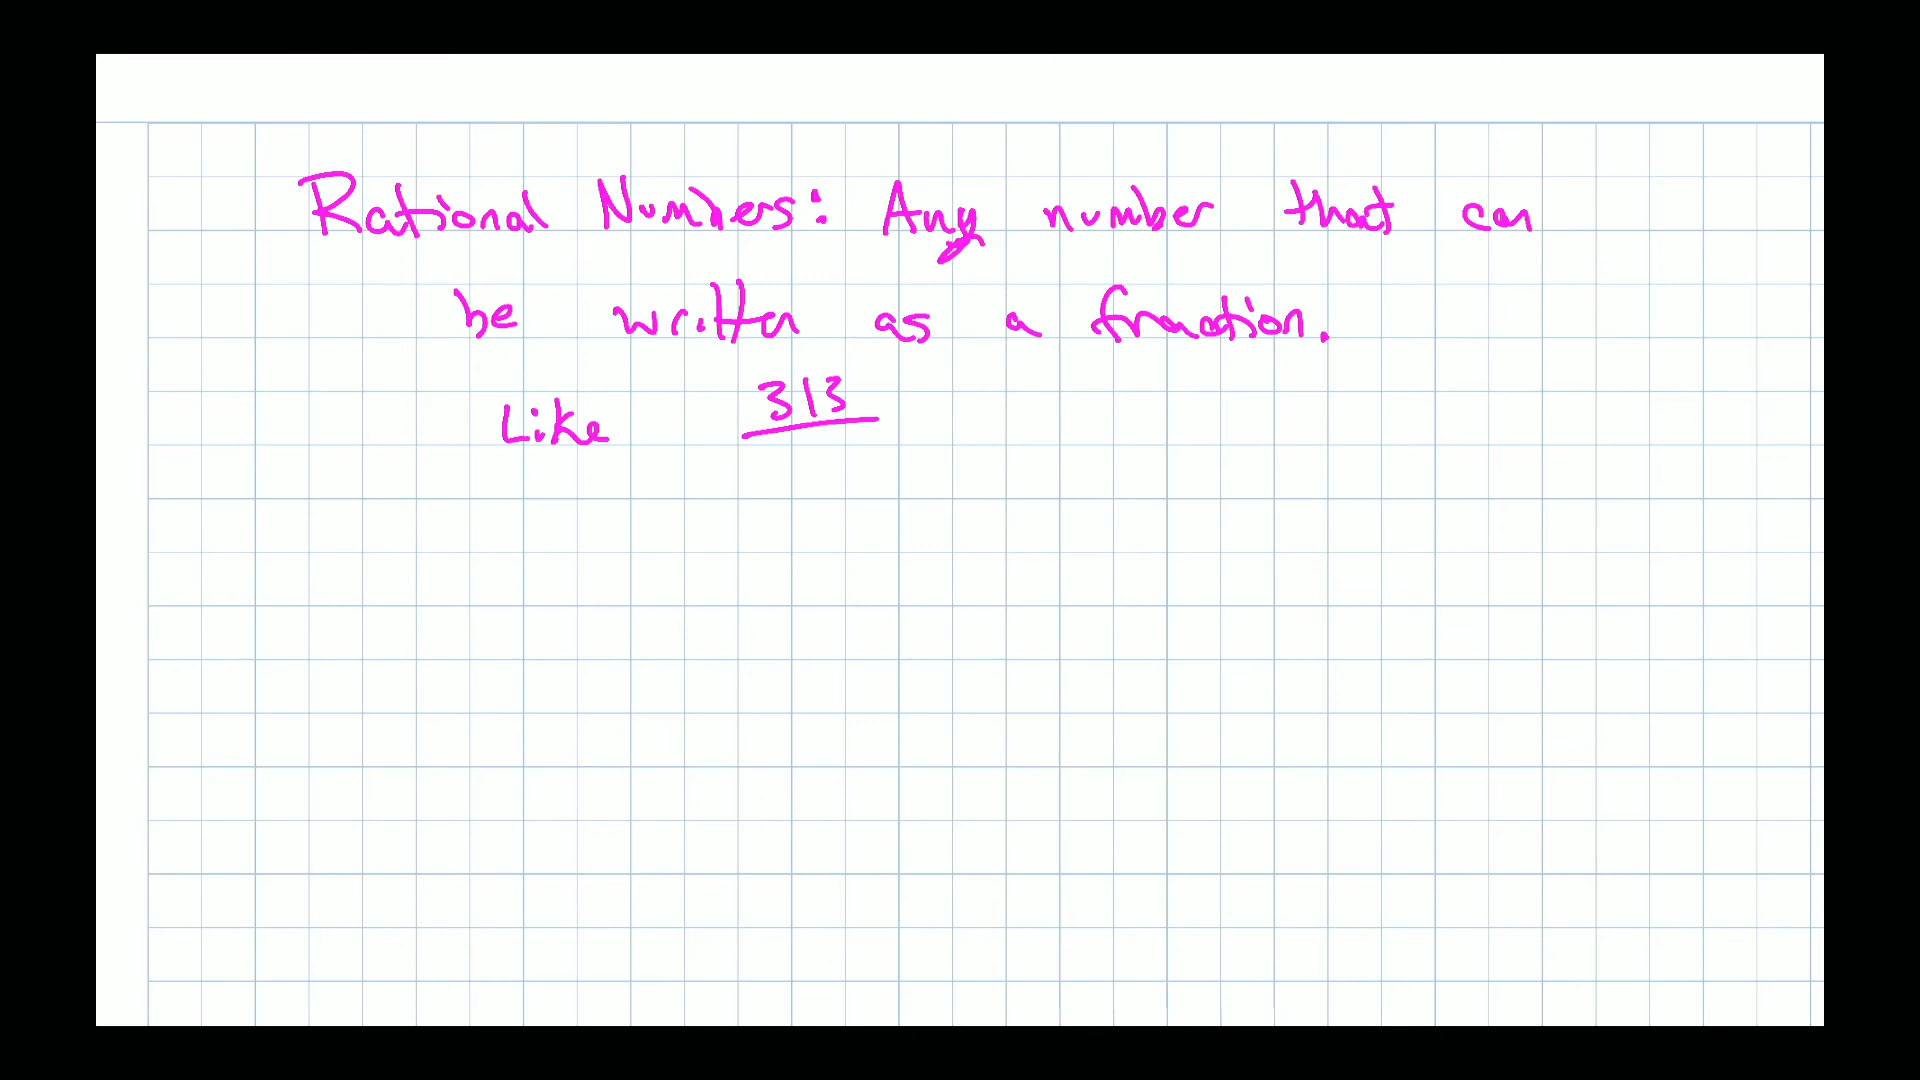 Rational Numbers: Any number that can
be written as a fraction.
Like 313